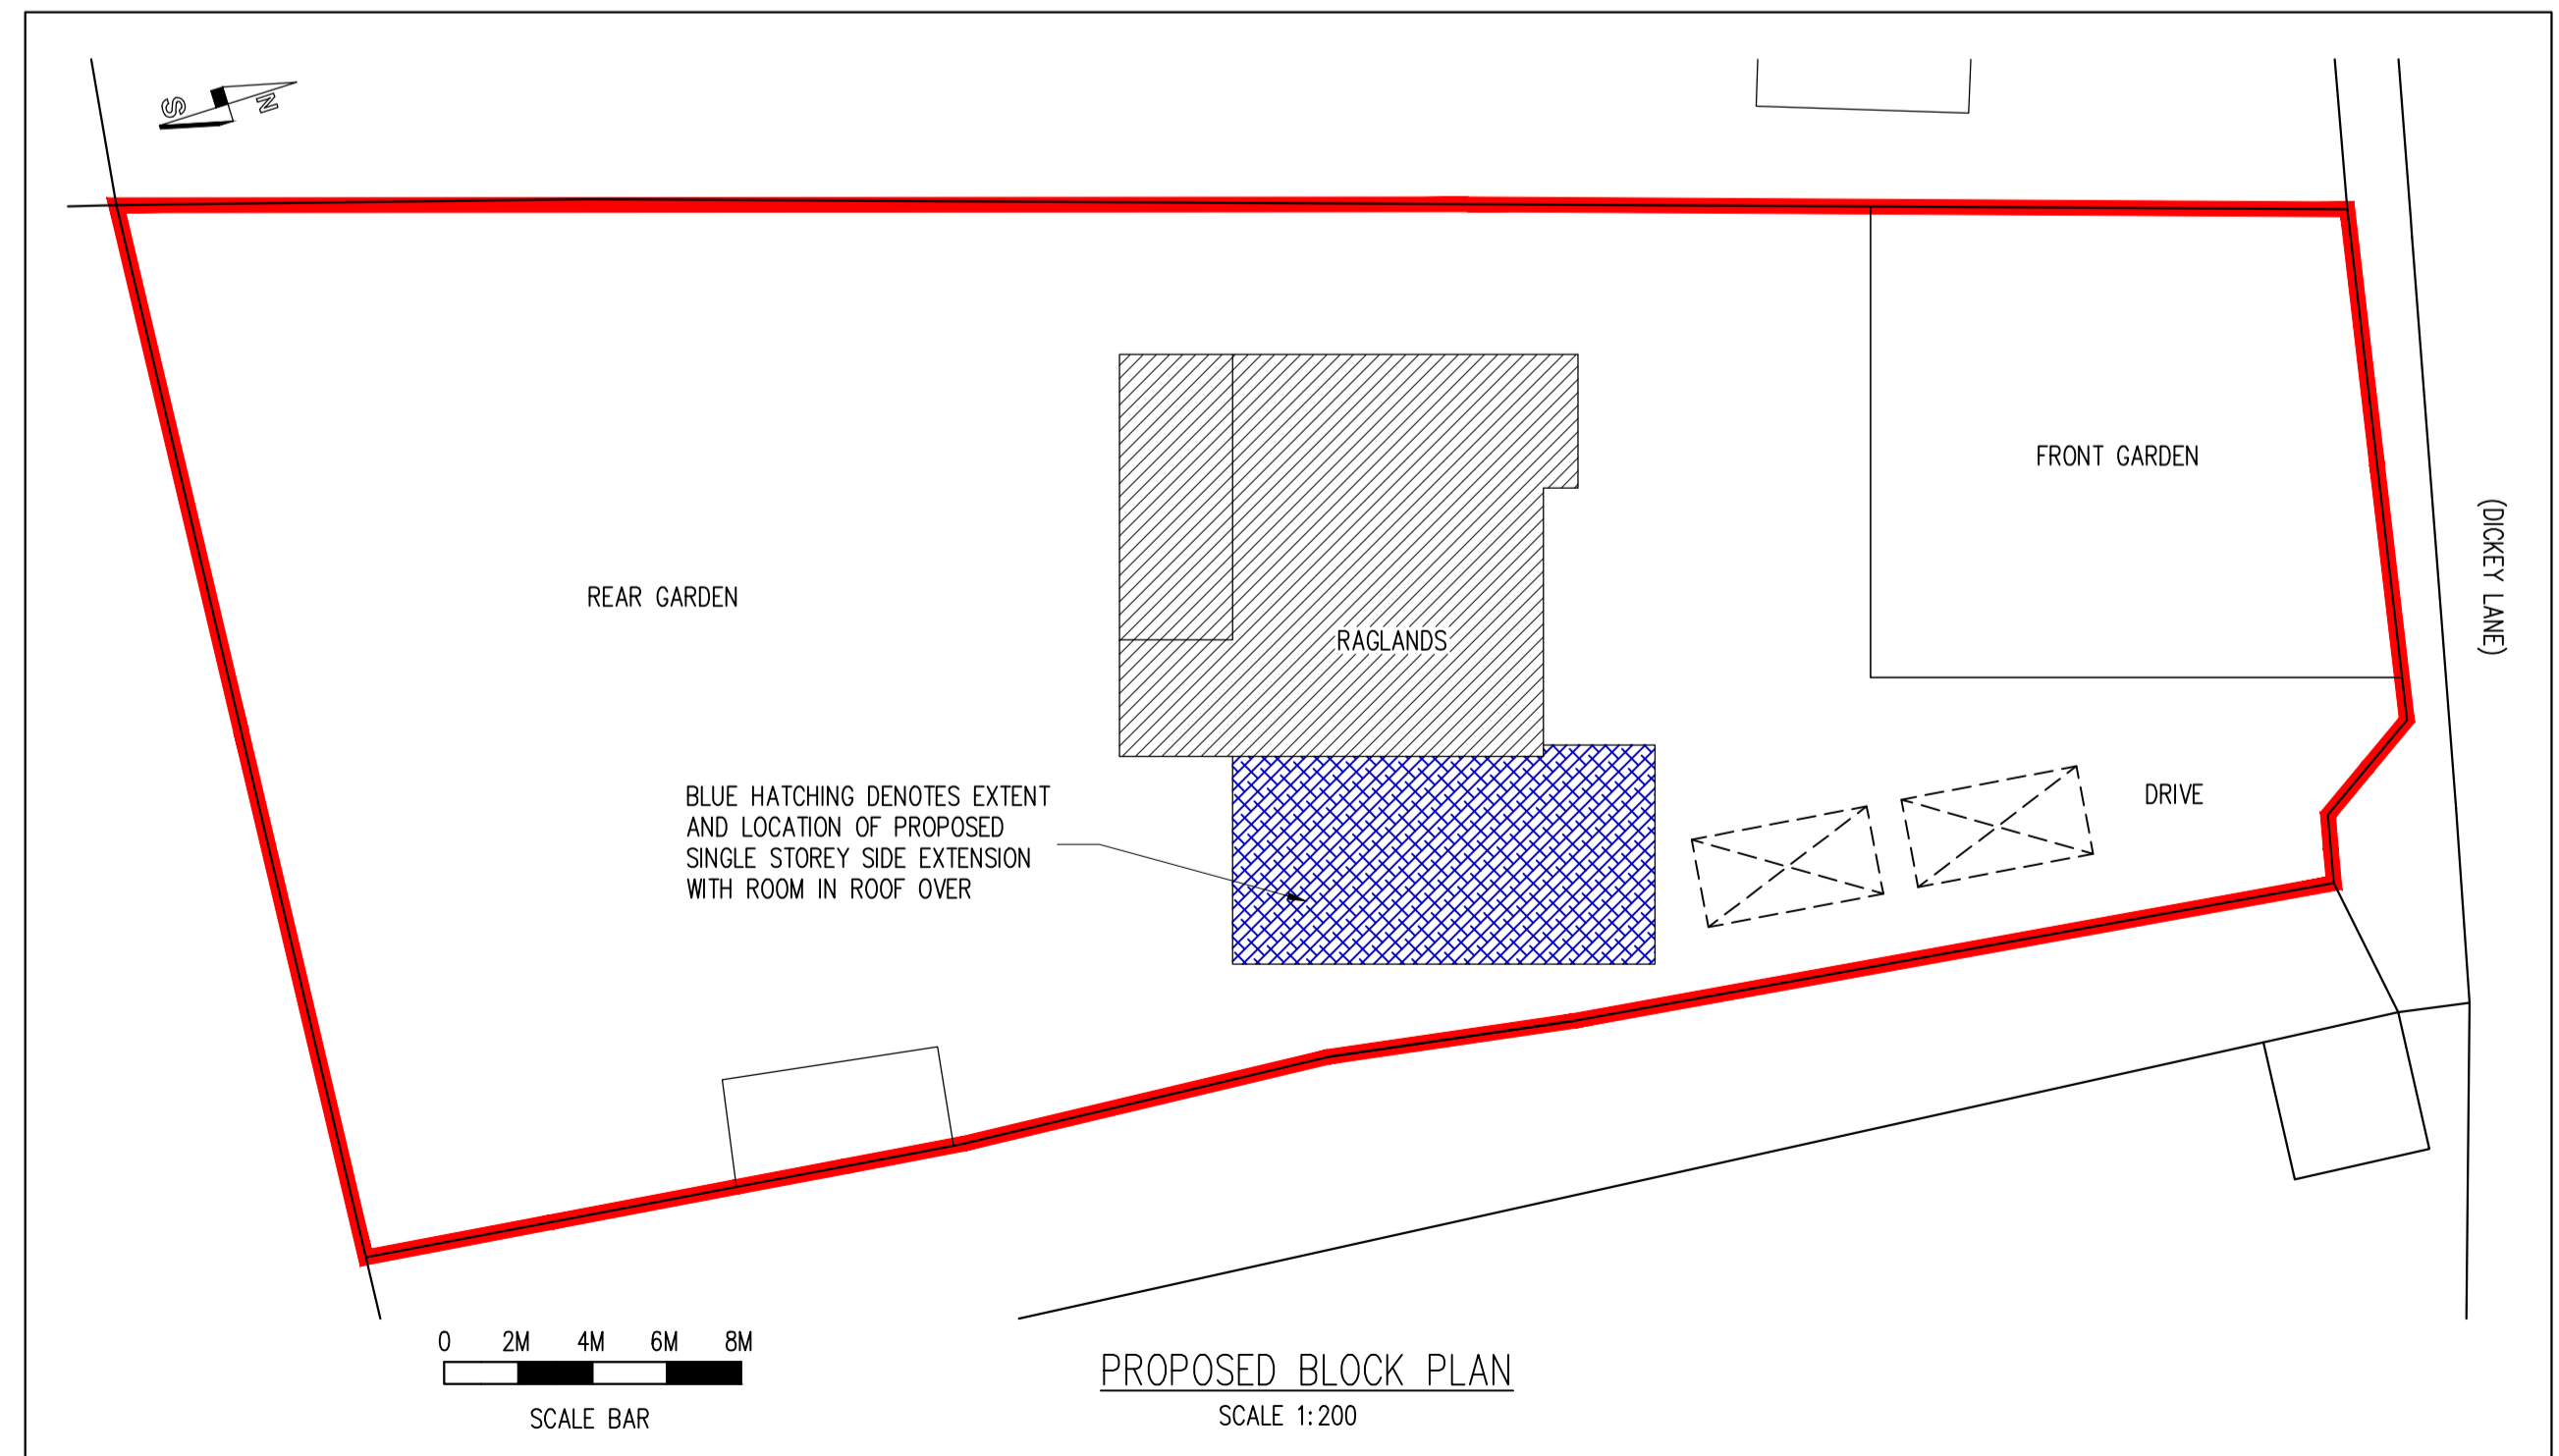 S
N
FRONT GARDEN
(DICKEY LANE)
REAR GARDEN
RAGLANDS
BLUE HATCHING DENOTES EXTENT
AND LOCATION OF PROPOSED
SINGLE STOREY SIDE EXTENSION
WITH ROOM IN ROOF OVER
DRIVE
0 2M 4M 6M 8M
SCALE BAR
PROPOSED BLOCK PLAN
SCALE 1:200